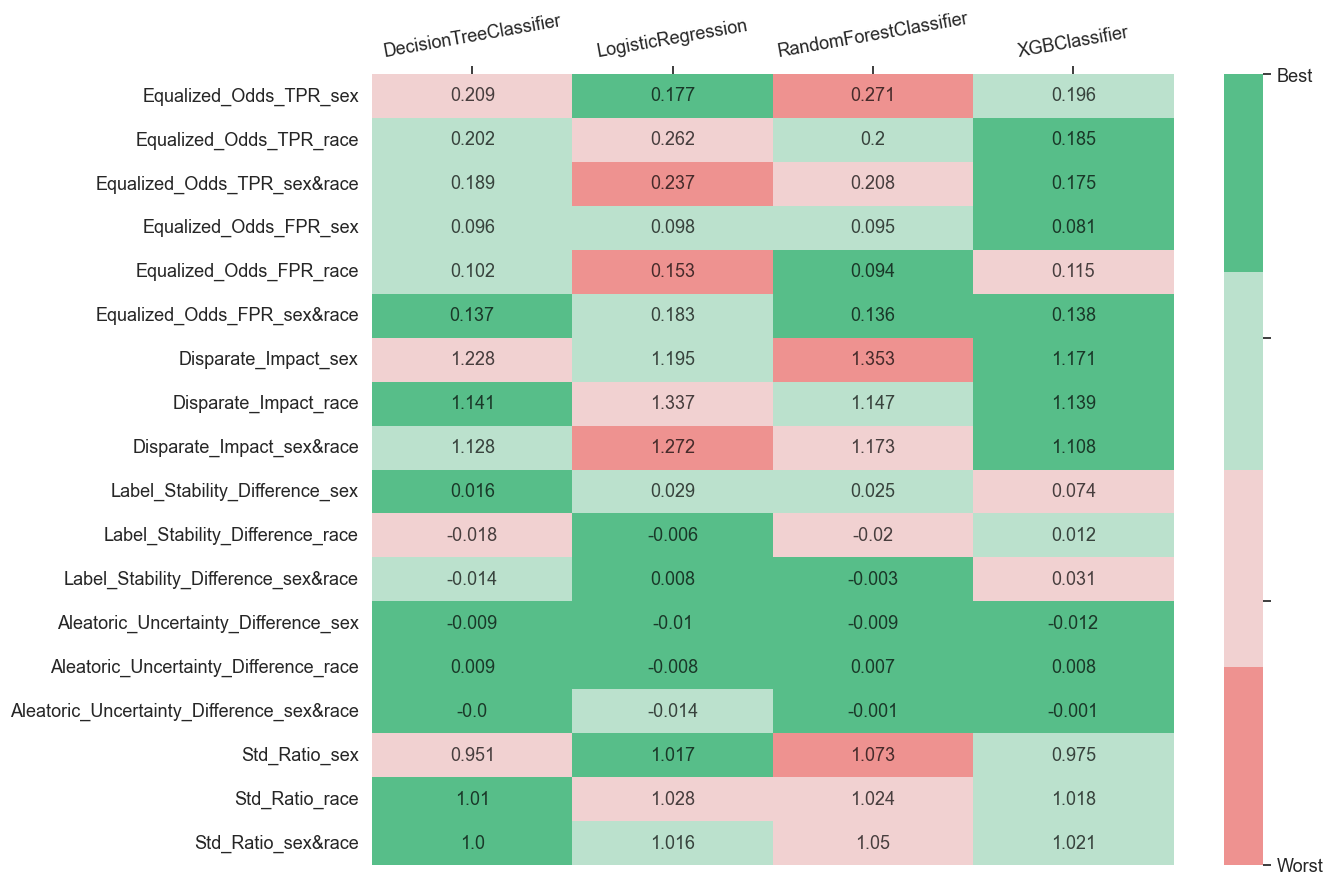 DecisionTreeClassifier LogisticRegression RandomForestClassifier XGBClassifier
Best
Equalized_Odds_TPR_sex 0.209 0.177 0.271 0.196
Equalized_Odds_TPR_race 0.202 0.262 0.2 0.185
Equalized_Odds_TPR_sex&race 0.189 0.237 0.208 0.175
Equalized_Odds_FPR_sex 0.096 0.098 0.095 0.081
Equalized_Odds_FPR_race 0.102 0.153 0.094 0.115
Equalized_Odds_FPR_sex&race 0.137 0.183 0.136 0.138
Disparate_Impact_sex 1.228 1.195 1.353 1.171
Disparate_Impact_race 1.141 1.337 1.147 1.139
Disparate_Impact_sex&race 1.128 1.272 1.173 1.108
Label_Stability_Difference_sex 0.016 0.029 0.025 0.074
Label_Stability_Difference_race -0.018 -0.006 -0.02 0.012
Label_Stability_Difference_sex&race -0.014 0.008 -0.003 0.031
Aleatoric_Uncertainty_Difference_sex -0.009 -0.01 -0.009 -0.012
Aleatoric_Uncertainty_Difference_race 0.009 -0.008 0.007 0.008
Aleatoric_Uncertainty_Difference_sex&race -0.0 -0.014 -0.001 -0.001
Std_Ratio_sex 0.951 1.017 1.073 0.975
Std_Ratio_race 1.01 1.028 1.024 1.018
Std_Ratio_sex&race 1.0 1.016 1.05 1.021
Worst